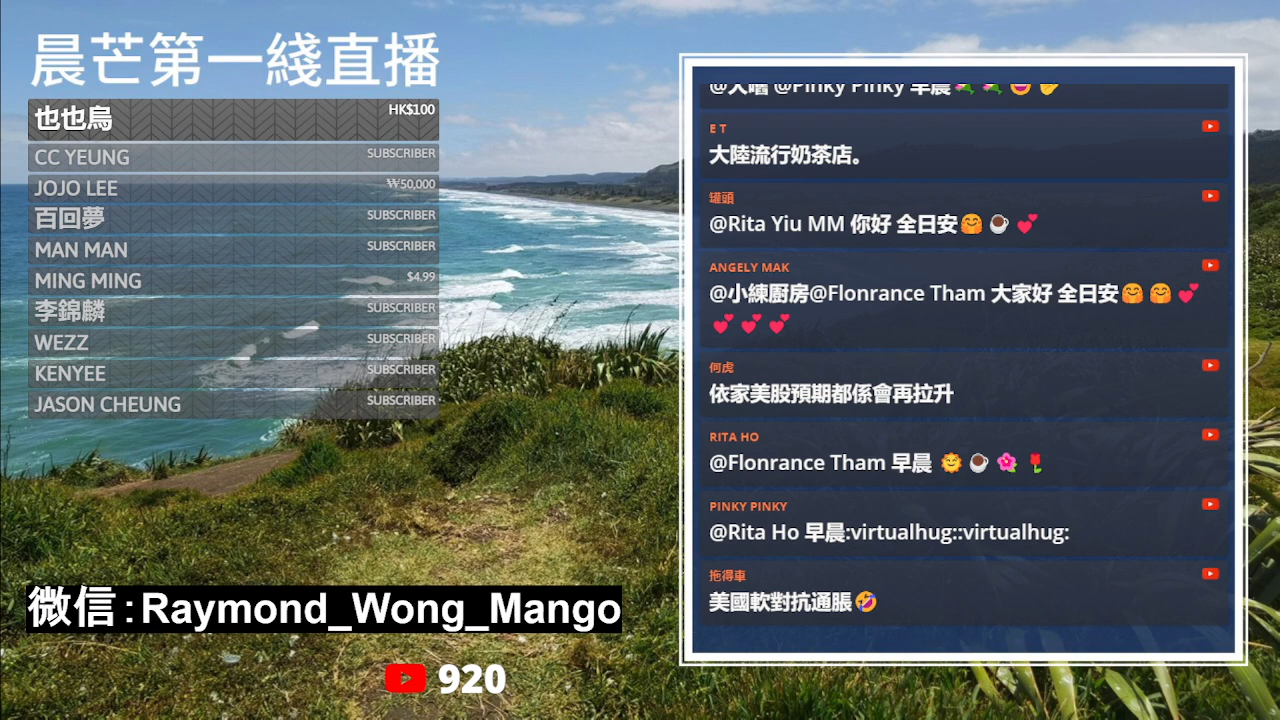 晨芒第一綫直播
也也烏 HK$100
CC YEUNG SUBSCRIBER
JOJO LEE ₩50,000
百回夢 SUBSCRIBER
MAN MAN SUBSCRIBER
MING MING $4.99
李錦麟 SUBSCRIBER
WEZZ SUBSCRIBER
KENYEE SUBSCRIBER
JASON CHEUNG SUBSCRIBER
微信:Raymond_Wong_Mango
920
@Pinky Pinky 早晨
E T
大陸流行奶茶店。
罐頭
@Rita Yiu MM 你好 全日安🤗 ☕ 💕
ANGELY MAK
@小練厨房@Flonrance Tham 大家好 全日安🤗 🤗 💕
💕 💕 💕
何虎
依家美股預期都係會再拉升
RITA HO
@Flonrance Tham 早晨 🌞 ☕ 🌺 🌷
PINKY PINKY
@Rita Ho 早晨:virtualhug::virtualhug:
拖得車
美國軟對抗通脹🤣